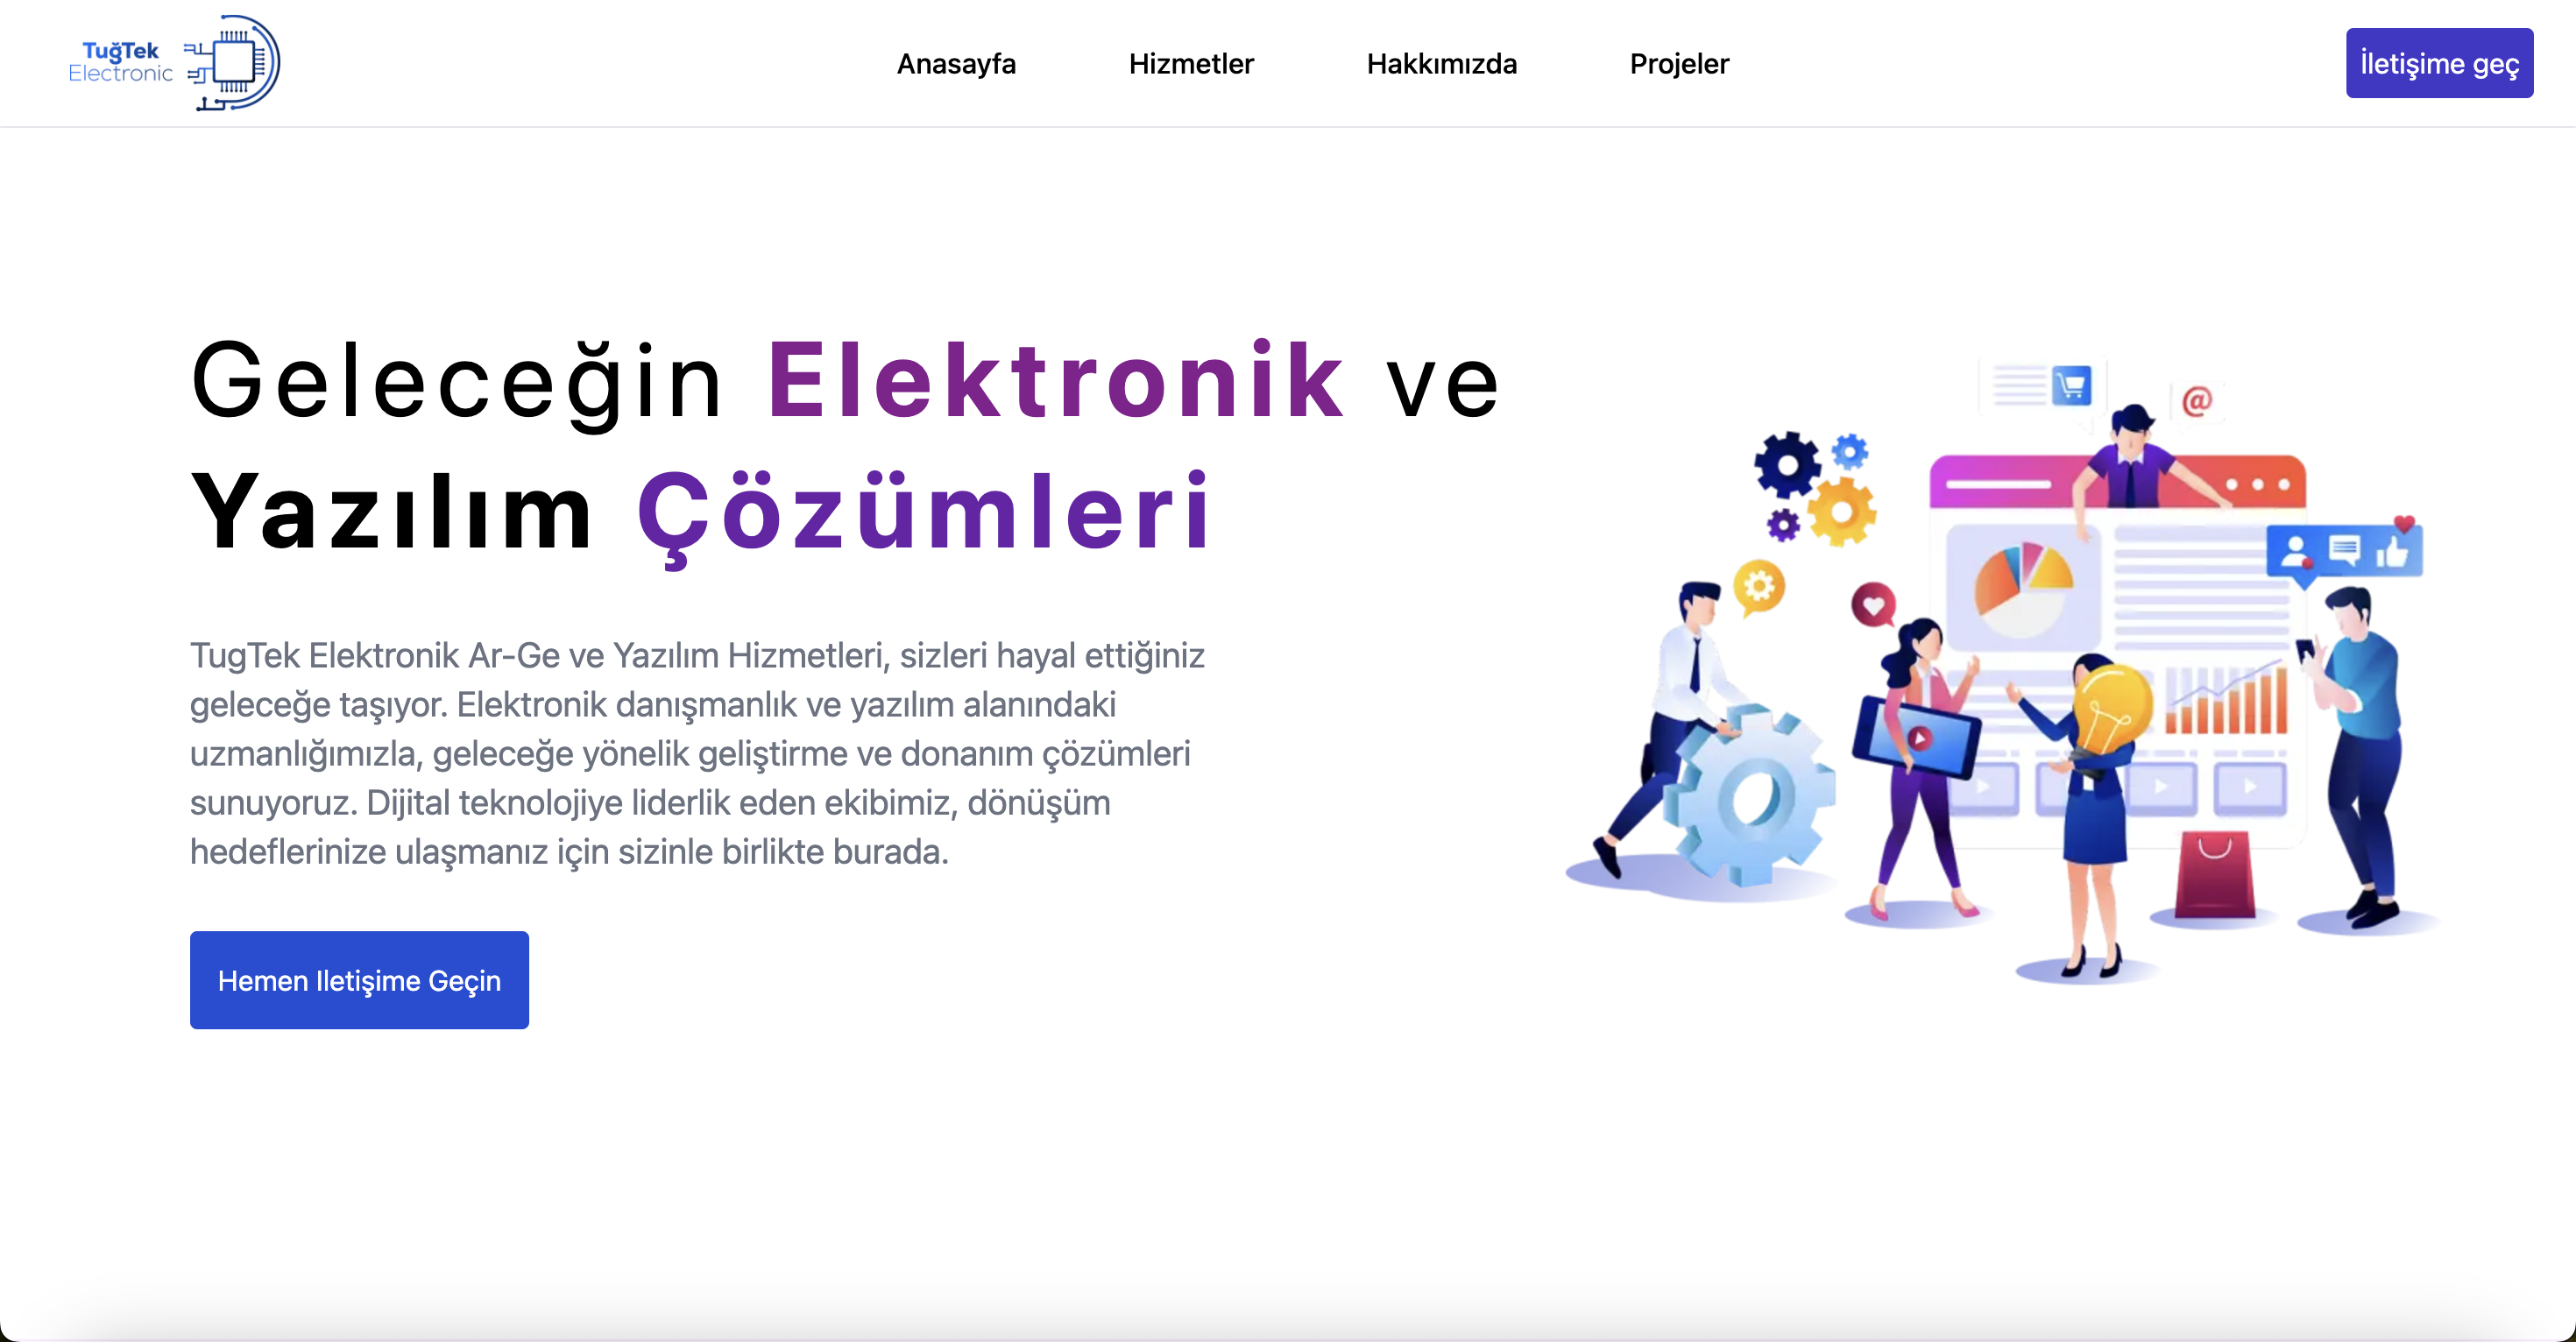 TuğTek
Electronic
Anasayfa
Hizmetler
Hakkımızda
Projeler
İletişime geç
Geleceğin Elektronik ve
Yazılım Çözümleri
@
TugTek Elektronik Ar-Ge ve Yazılım Hizmetleri, sizleri hayal ettiğiniz
geleceğe taşıyor. Elektronik danışmanlık ve yazılım alanındaki
uzmanlığımızla, geleceğe yönelik geliştirme ve donanım çözümleri
sunuyoruz. Dijital teknolojiye liderlik eden ekibimiz, dönüşüm
hedeflerinize ulaşmanız için sizinle birlikte burada.
Hemen Iletişime Geçin